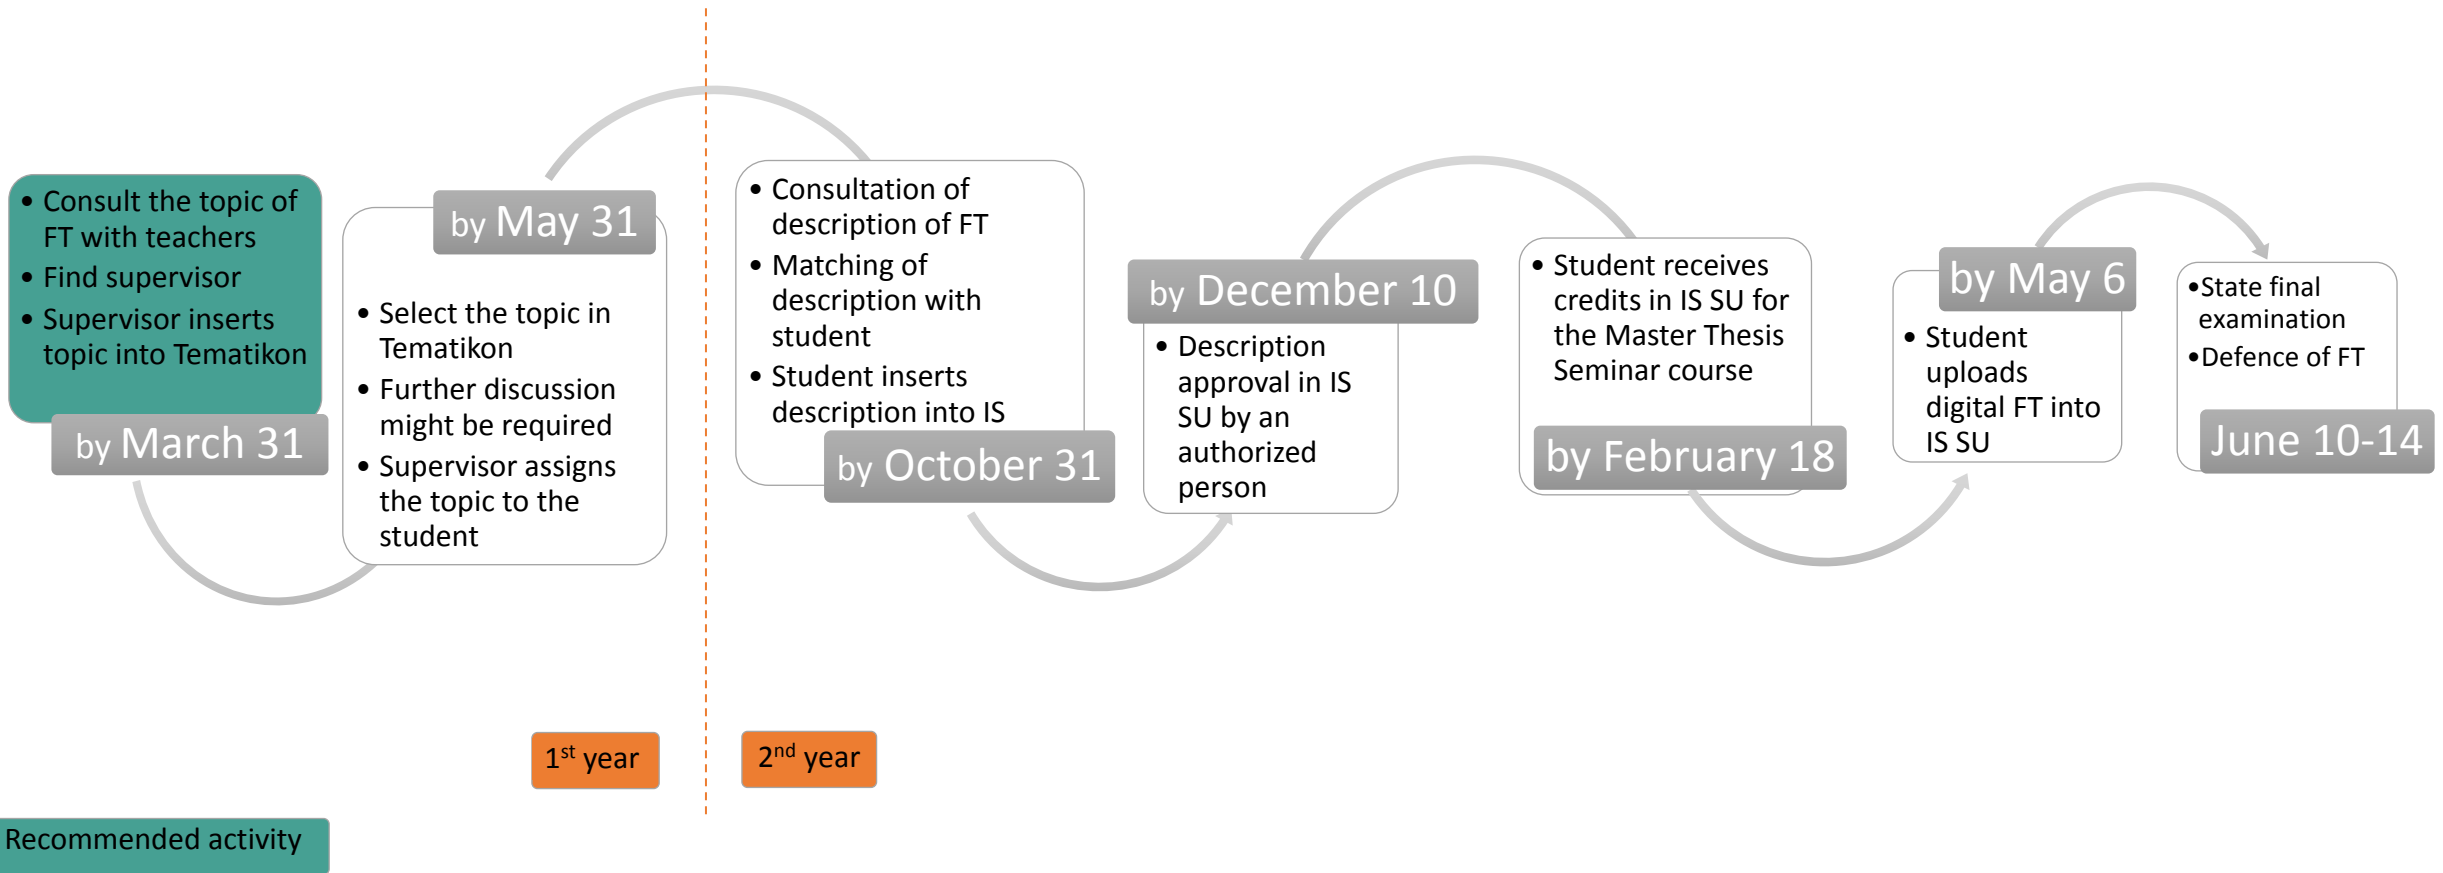 • Consult the topic of
FT with teachers
• Find supervisor
• Supervisor inserts
topic into Tematikon
by March 31
by May 31
• Select the topic in
Tematikon
• Further discussion
might be required
• Supervisor assigns
the topic to the
student
• Consultation of
description of FT
• Matching of
description with
student
• Student inserts
description into IS
by October 31
by December 10
• Description
approval in IS
SU by an
authorized
person
• Student receives
credits in IS SU for
the Master Thesis
Seminar course
by February 18
by May 6
• Student
uploads
digital FT into
IS SU
•State final
examination
•Defence of FT
June 10-14
1st year
2nd year
Recommended activity